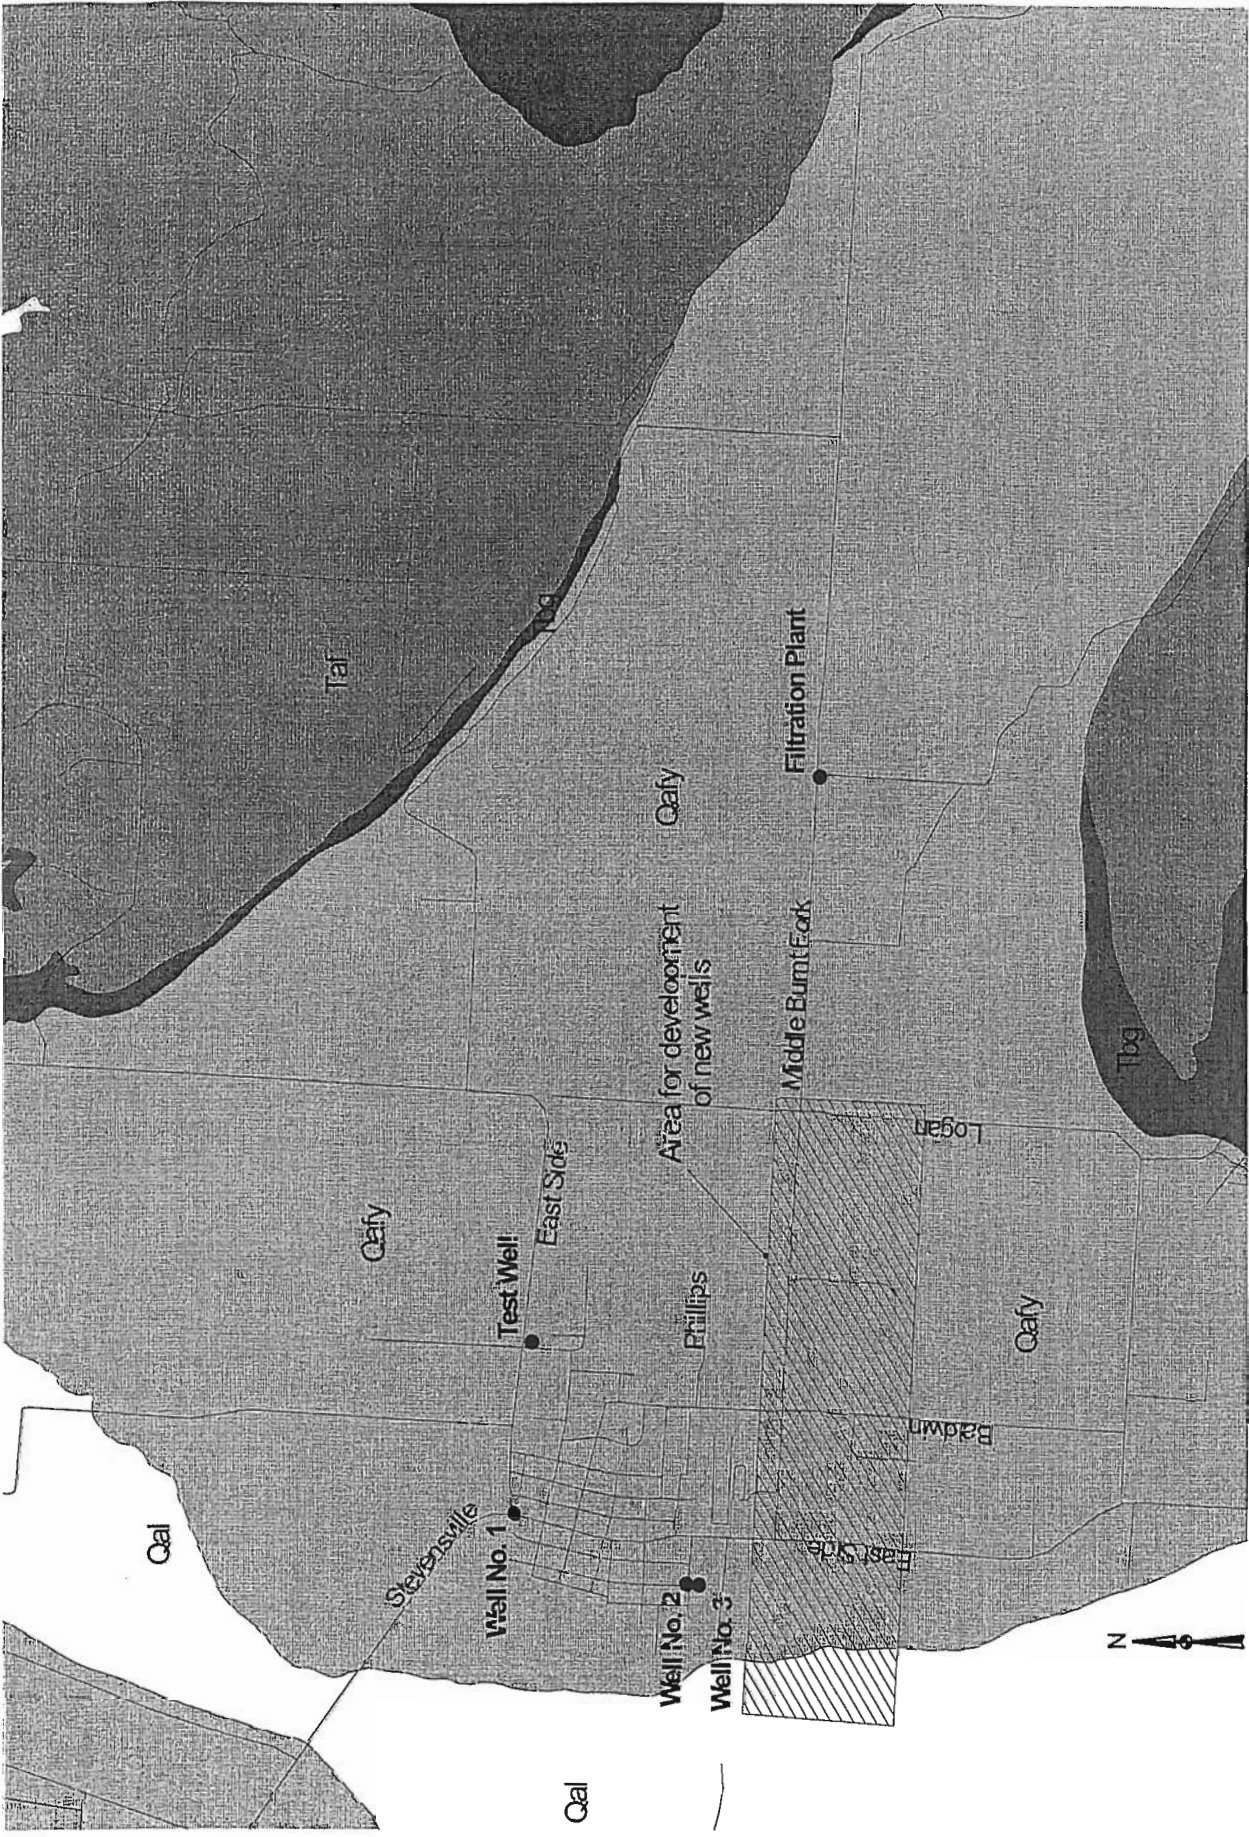 Taf
Tbg
Qafy
Filtration Plant
Area for development
of new wells
Middle Burnt Fork
Qafy
Test Well
East Side
Phillips
Logan
Tbg
Qafy
Baldwin
East Side
Qal
Stevensville
Well No. 1
Well No. 2
Well No. 3
N
Qal